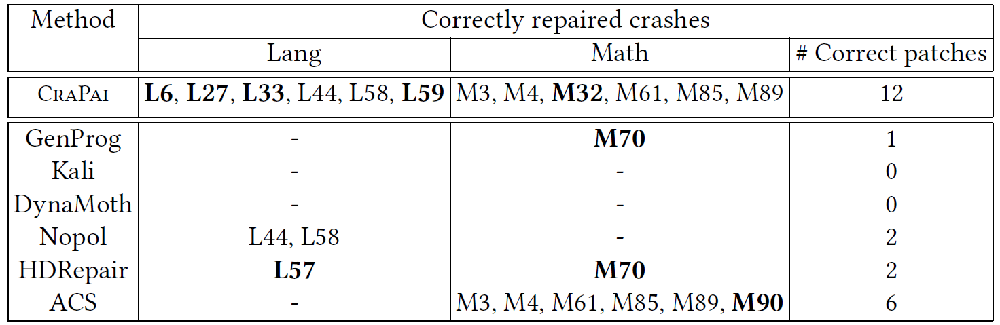 Method Correctly repaired crashes
Lang Math # Correct patches
CraPai L6, L27, L33, L44, L58, L59 M3, M4, M32, M61, M85, M89 12
GenProg - M70 1
Kali - - 0
DynaMoth - - 0
Nopol L44, L58 - 2
HDRepair L57 M70 2
ACS - M3, M4, M61, M85, M89, M90 6